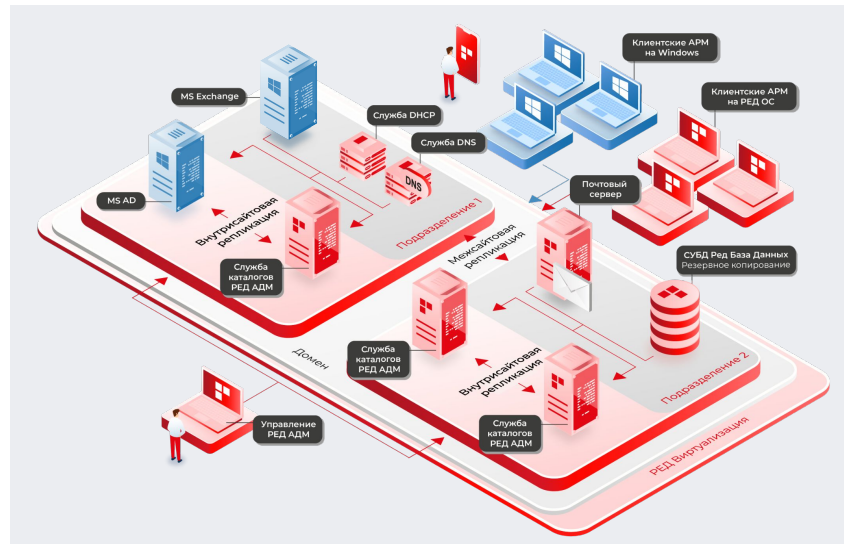 MS Exchange
Служба DHCP
Служба DNS
MS AD
Клиентские АРМ
на Windows
Клиентские АРМ
на РЕД ОС
Почтовый
сервер
DNS
Внутрисайтовая
репликация
Подразделение 1
Служба
каталогов
РЕД АДМ
Межсайтовая
репликация
СУБД Ред База Данных
Резервное копирование
Домен
Служба
каталогов
РЕД АДМ
Внутрисайтовая
репликация
Подразделение 2
Служба
каталогов
РЕД АДМ
Управление
РЕД АДМ
РЕД Виртуализация